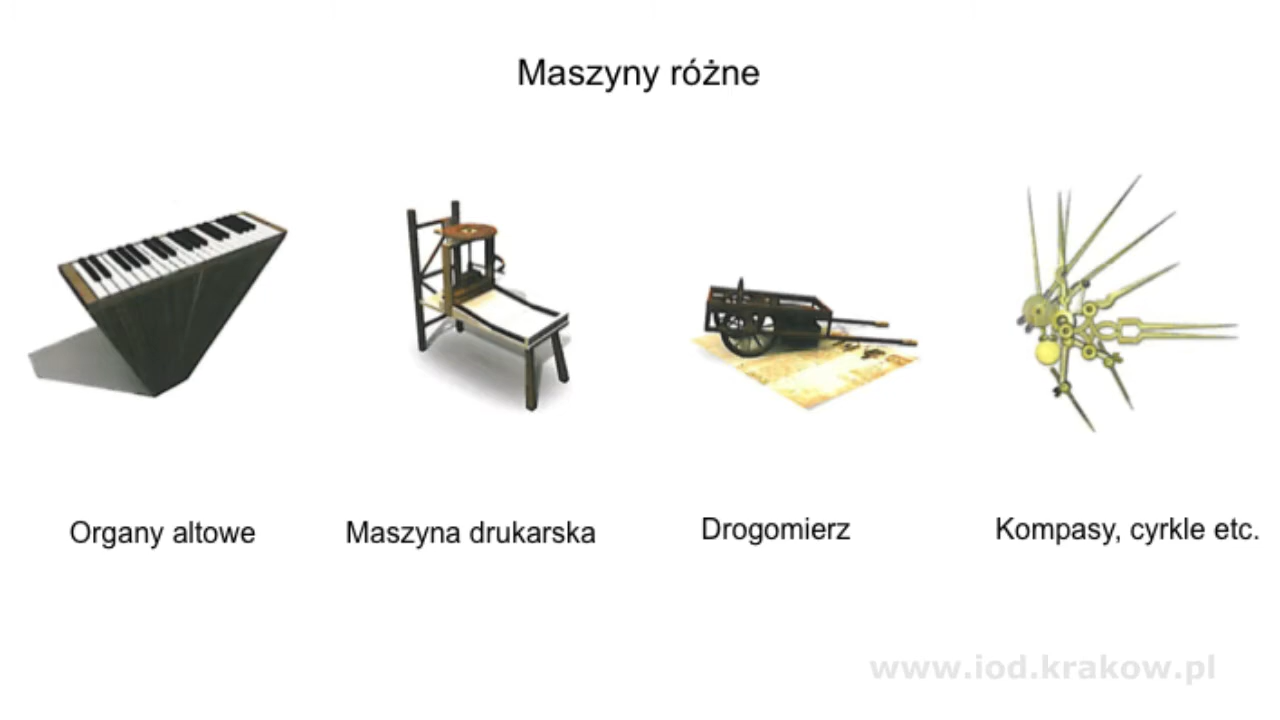 Maszyny różne
Organy altowe
Maszyna drukarska
Drogomierz
Kompasy, cyrkle etc.
www.iod.krakow.pl